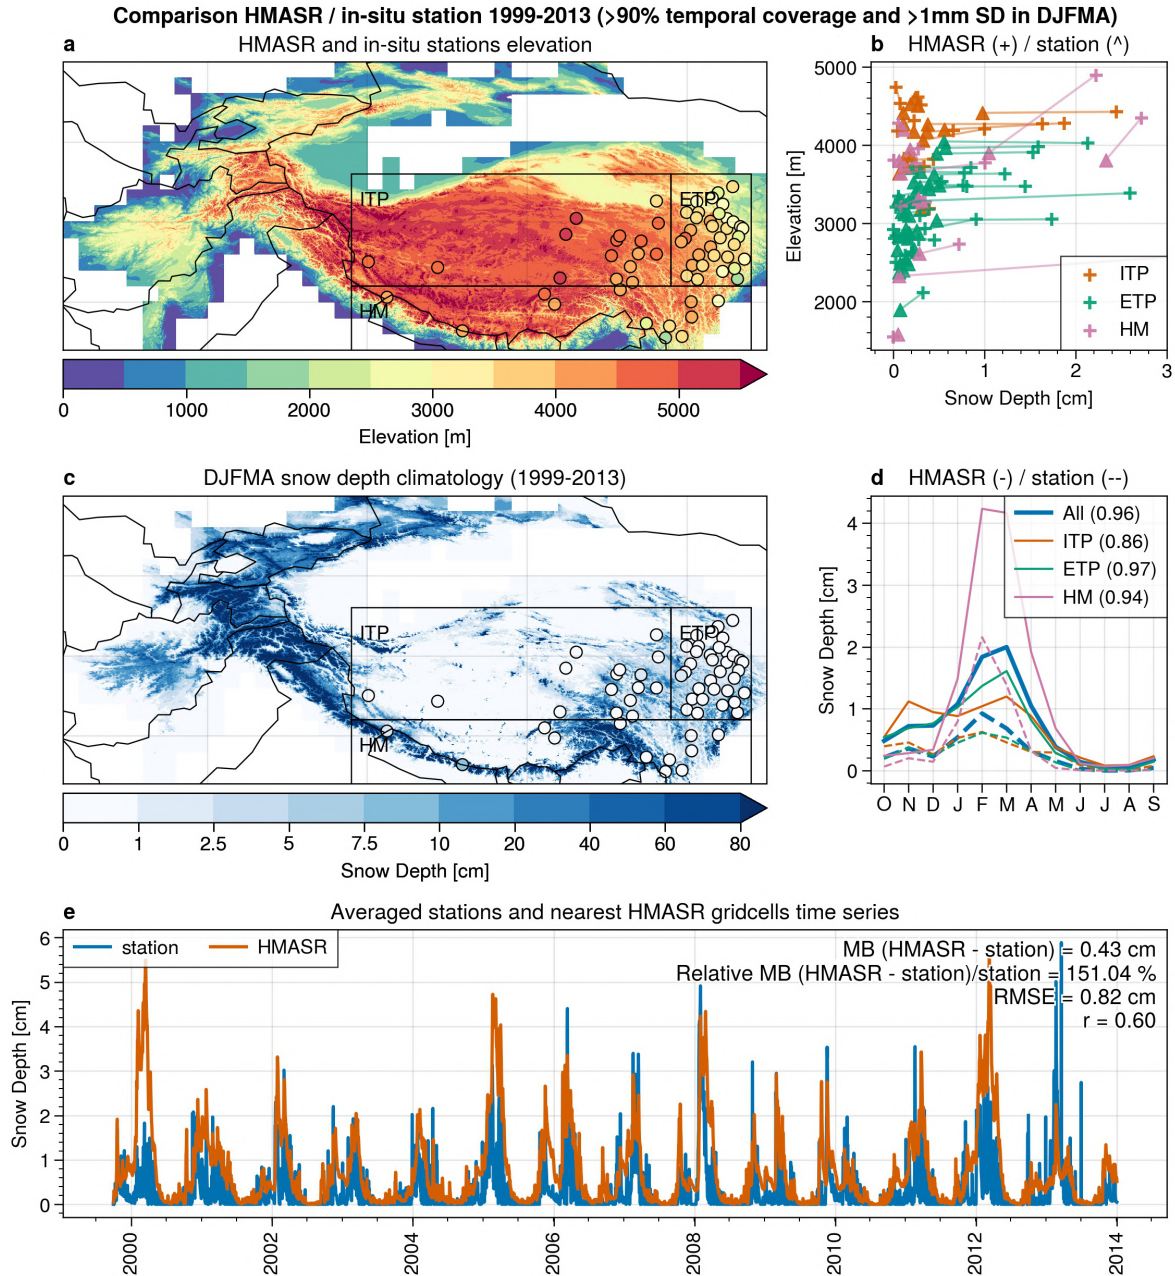 Comparison HMASR / in-situ station 1999-2013 (>90% temporal coverage and >1mm SD in DJFMA)
a
HMASR and in-situ stations elevation
ITP
ETP
HM
0 1000 2000 3000 4000 5000
Elevation [m]
b
HMASR (+) / station (^)
5000
4000
3000
2000
Elevation [m]
ITP
ETP
HM
0 1 2 3
Snow Depth [cm]
c
DJFMA snow depth climatology (1999-2013)
ITP
ETP
HM
0 1 2.5 5 7.5 10 20 40 60 80
Snow Depth [cm]
d
HMASR (-) / station (--)
4
3
2
1
0
Snow Depth [cm]
All (0.96)
ITP (0.86)
ETP (0.97)
HM (0.94)
O N D J F M A M J J A S
e
Averaged stations and nearest HMASR gridcells time series
station
HMASR
MB (HMASR - station) = 0.43 cm
Relative MB (HMASR - station)/station = 151.04 %
RMSE = 0.82 cm
r = 0.60
6
5
4
3
2
1
0
Snow Depth [cm]
2000 2002 2004 2006 2008 2010 2012 2014